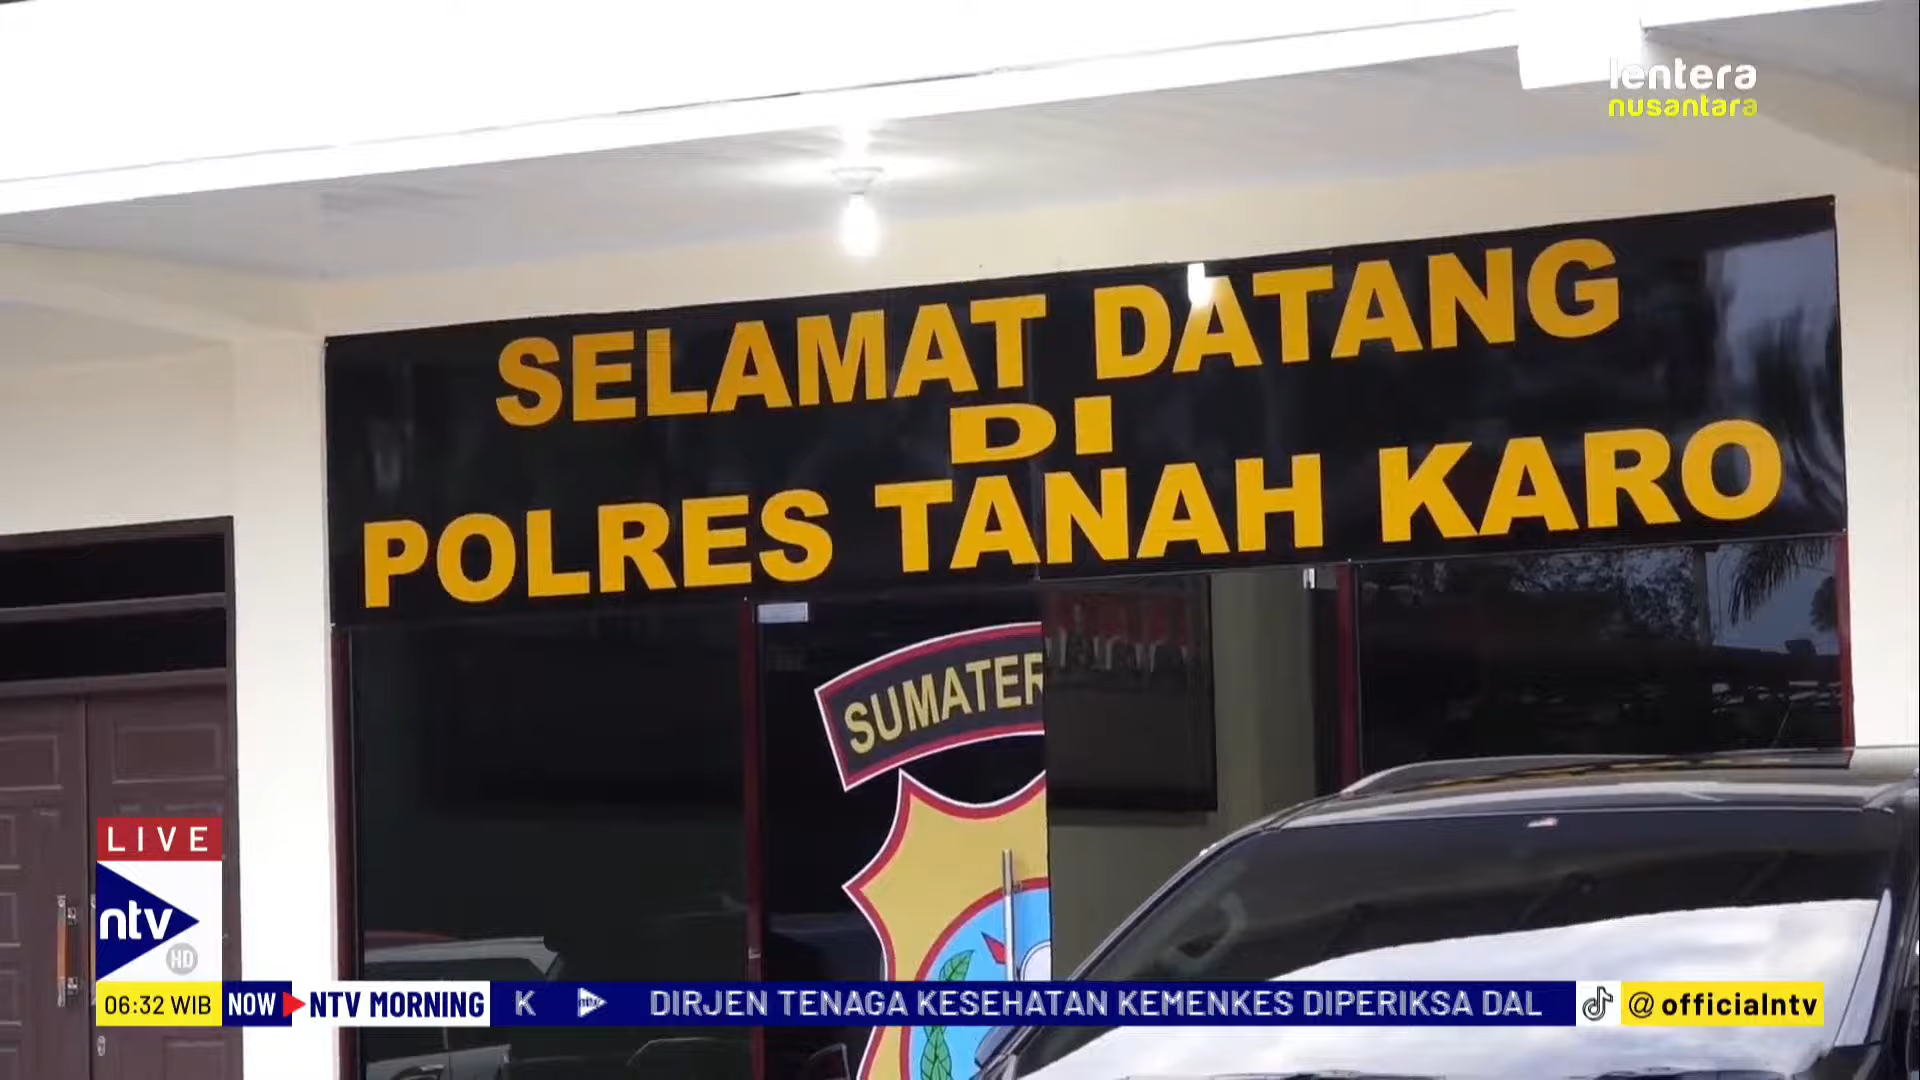 lentera
nusantara
SELAMAT DATANG
DI
POLRES TANAH KARO
SUMATER
LIVE
ntv
HD
06:32 WIB NOW NTV MORNING K ntv DIRJEN TENAGA KESEHATAN KEMENKES DIPERIKSA DAL @officialntv